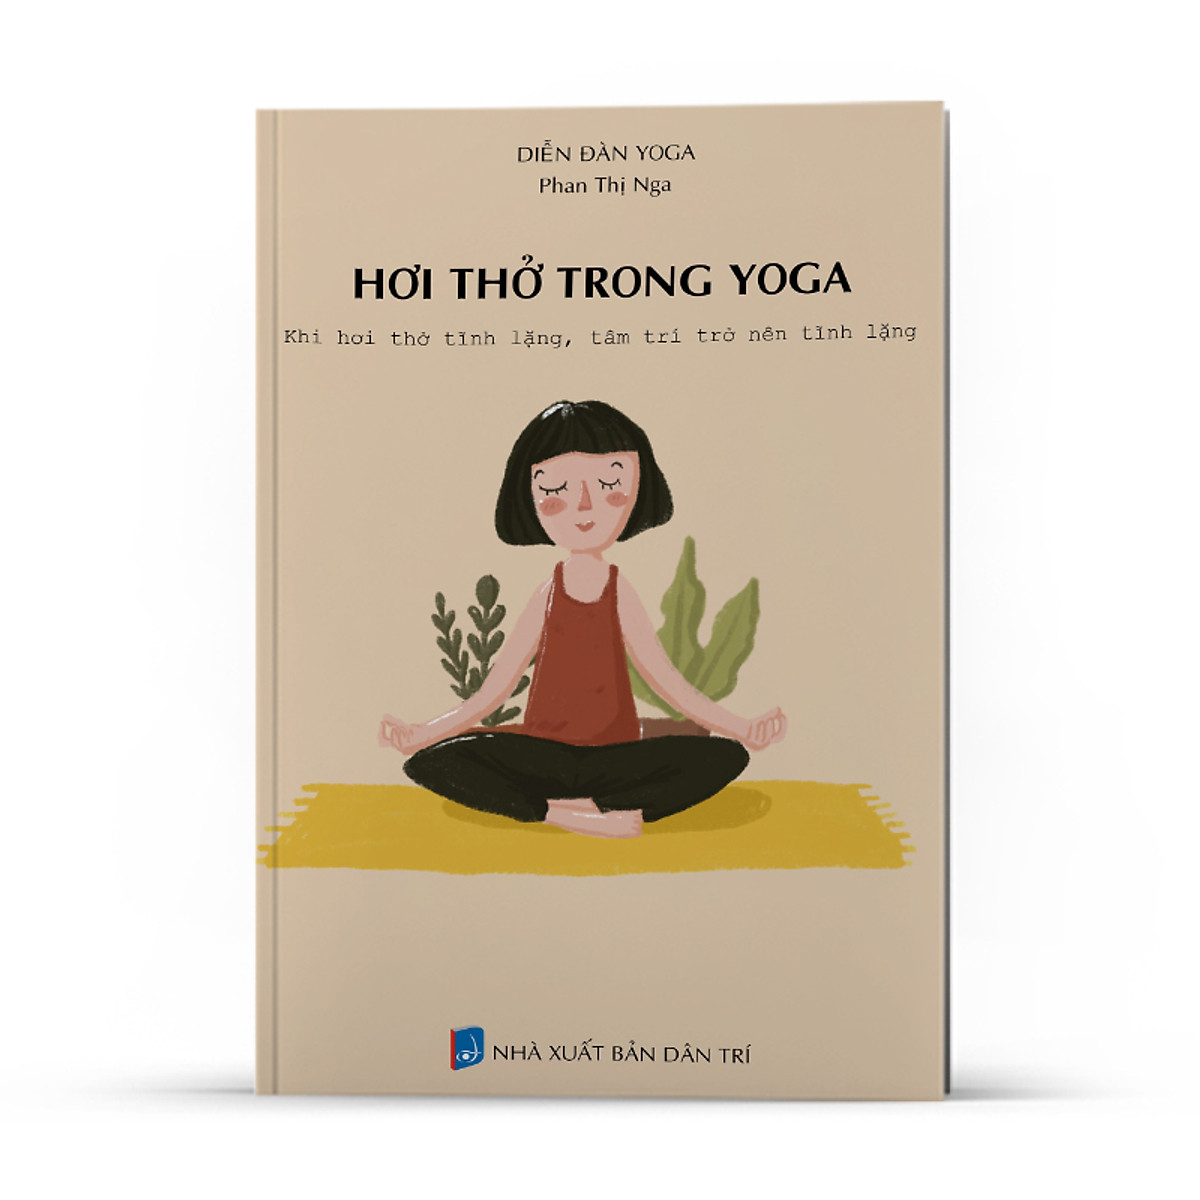 DIỄN ĐÀN YOGA
Phan Thị Nga
HƠI THỞ TRONG YOGA
Khi hơi thở tĩnh lặng, tâm trí trở nên tĩnh lặng
NHÀ XUẤT BẢN DÂN TRÍ